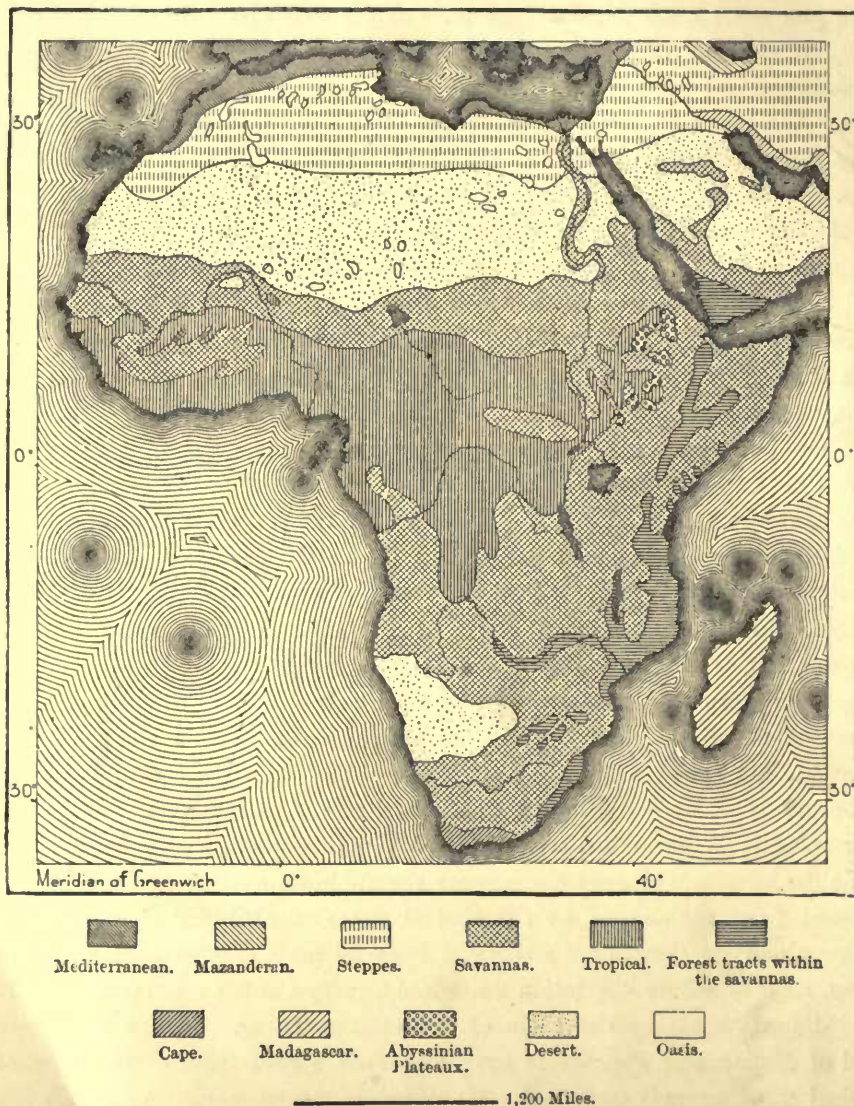 30°
30°
0°
0°
30°
30°
Meridian of Greenwich
0°
40°
Mediterranean.
Mazanderan.
Steppes.
Savannas.
Tropical.
Forest tracts within
the savannas.
Cape.
Madagascar.
Abyssinian
Plateaux.
Desert.
Oasis.
1,200 Miles.